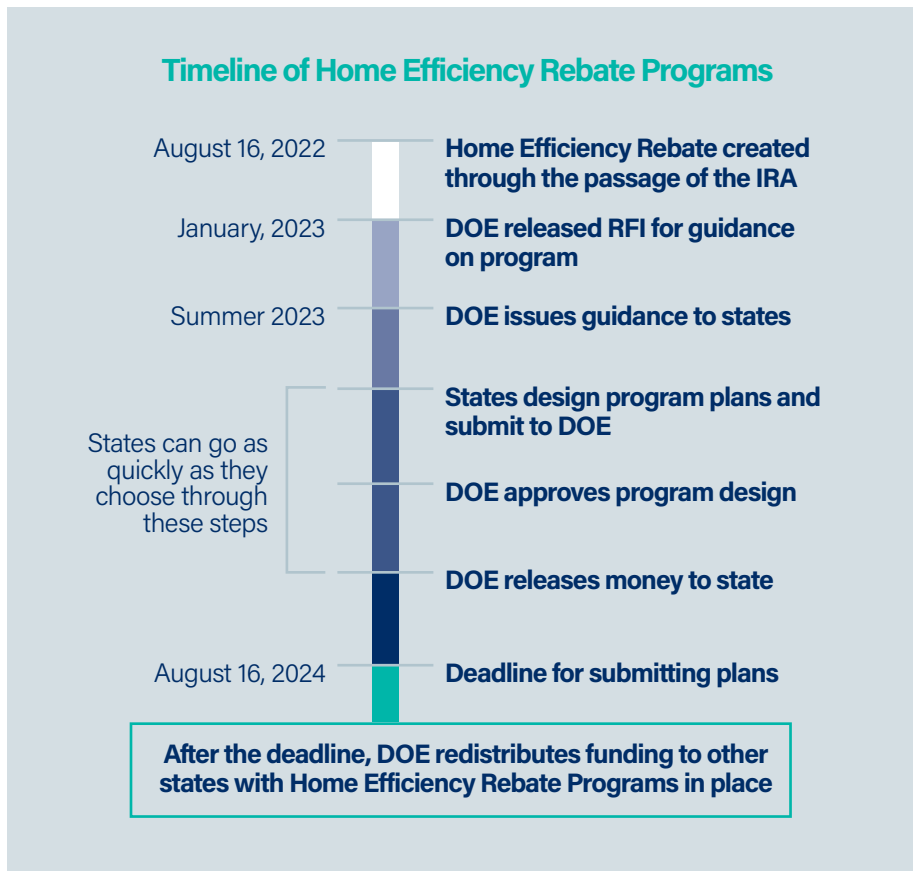 Timeline of Home Efficiency Rebate Programs
August 16, 2022
Home Efficiency Rebate created
through the passage of the IRA
January, 2023
DOE released RFI for guidance
on program
Summer 2023
DOE issues guidance to states
States design program plans and
submit to DOE
States can go as
quickly as they
choose through
these steps
DOE approves program design
DOE releases money to state
August 16, 2024
Deadline for submitting plans
After the deadline, DOE redistributes funding to other
states with Home Efficiency Rebate Programs in place